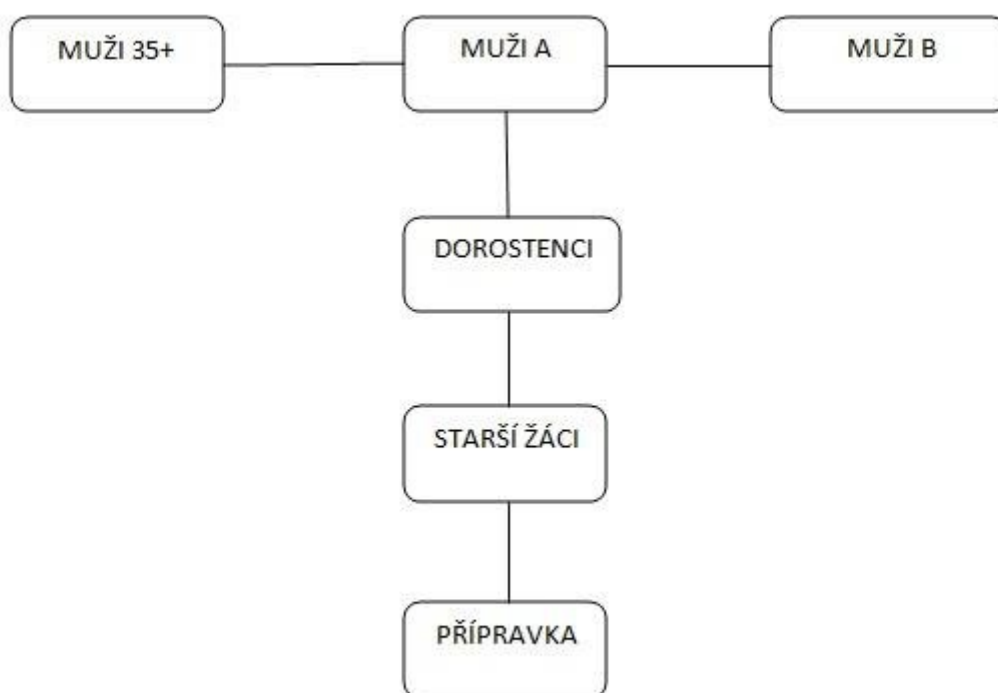 MUŽI 35+
MUŽI A
MUŽI B
DOROSTENCI
STARŠÍ ŽÁCI
PŘÍPRAVKA